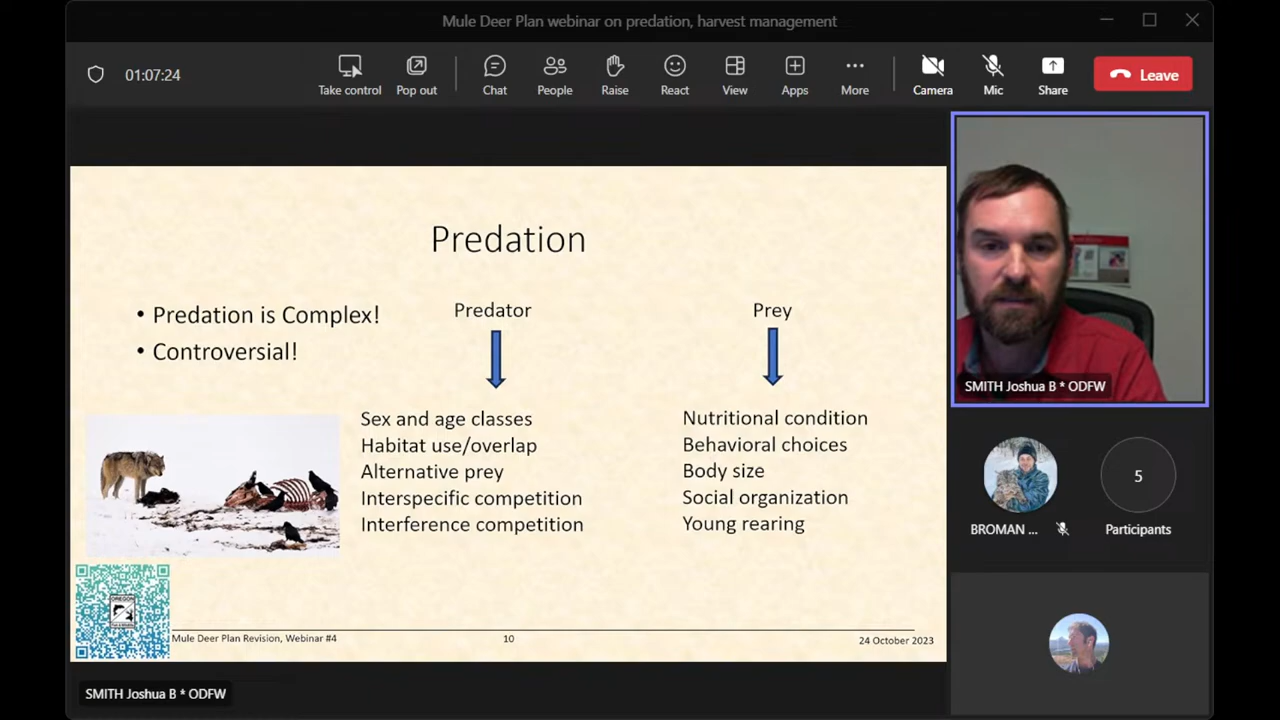 Mule Deer Plan webinar on predation, harvest management
01:07:24
Take control
Pop out
Chat
People
Raise
React
View
Apps
More
Camera
Mic
Share
Leave
Predation
• Predation is Complex!
• Controversial!
Predator
Sex and age classes
Habitat use/overlap
Alternative prey
Interspecific competition
Interference competition
Prey
Nutritional condition
Behavioral choices
Body size
Social organization
Young rearing
OREGON
Mule Deer Plan Revision, Webinar #4
10
24 October 2023
SMITH Joshua B * ODFW
SMITH Joshua B * ODFW
BROMAN ...
5
Participants